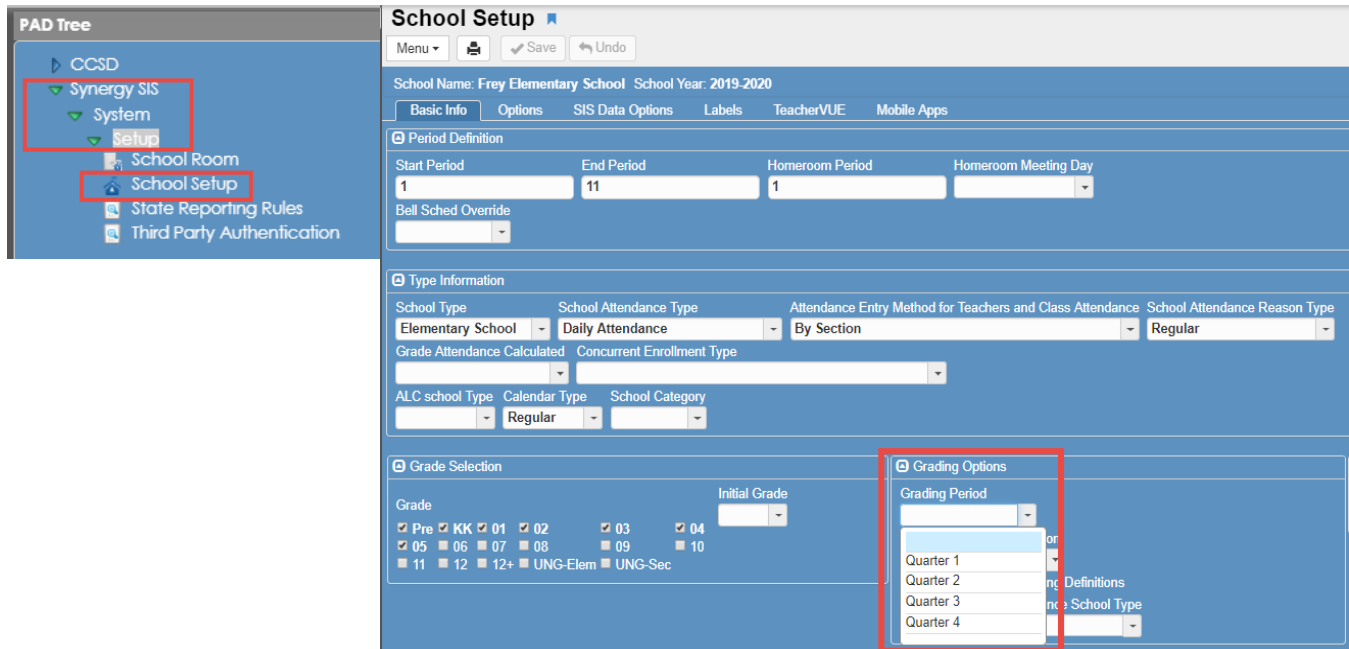 PAD Tree
CCSD
Synergy SIS
System
Setup
School Room
School Setup
State Reporting Rules
Third Party Authentication
School Setup
Menu Save Undo
School Name: Frey Elementary School School Year: 2019-2020
Basic Info Options SIS Data Options Labels TeacherVUE Mobile Apps
Period Definition
Start Period End Period Homeroom Period Homeroom Meeting Day
1 11 1
Bell Sched Override
Type Information
School Type School Attendance Type Attendance Entry Method for Teachers and Class Attendance School Attendance Reason Type
Elementary School Daily Attendance By Section Regular
Grade Attendance Calculated Concurrent Enrollment Type
ALC school Type Calendar Type School Category
Regular
Grade Selection
Grade Initial Grade
Pre KK 01 02 03 04
05 06 07 08 09 10
11 12 12+ UNG-Elem UNG-Sec
Grading Options
Grading Period
Quarter 1
Quarter 2
Definitions
Quarter 3
School Type
Quarter 4